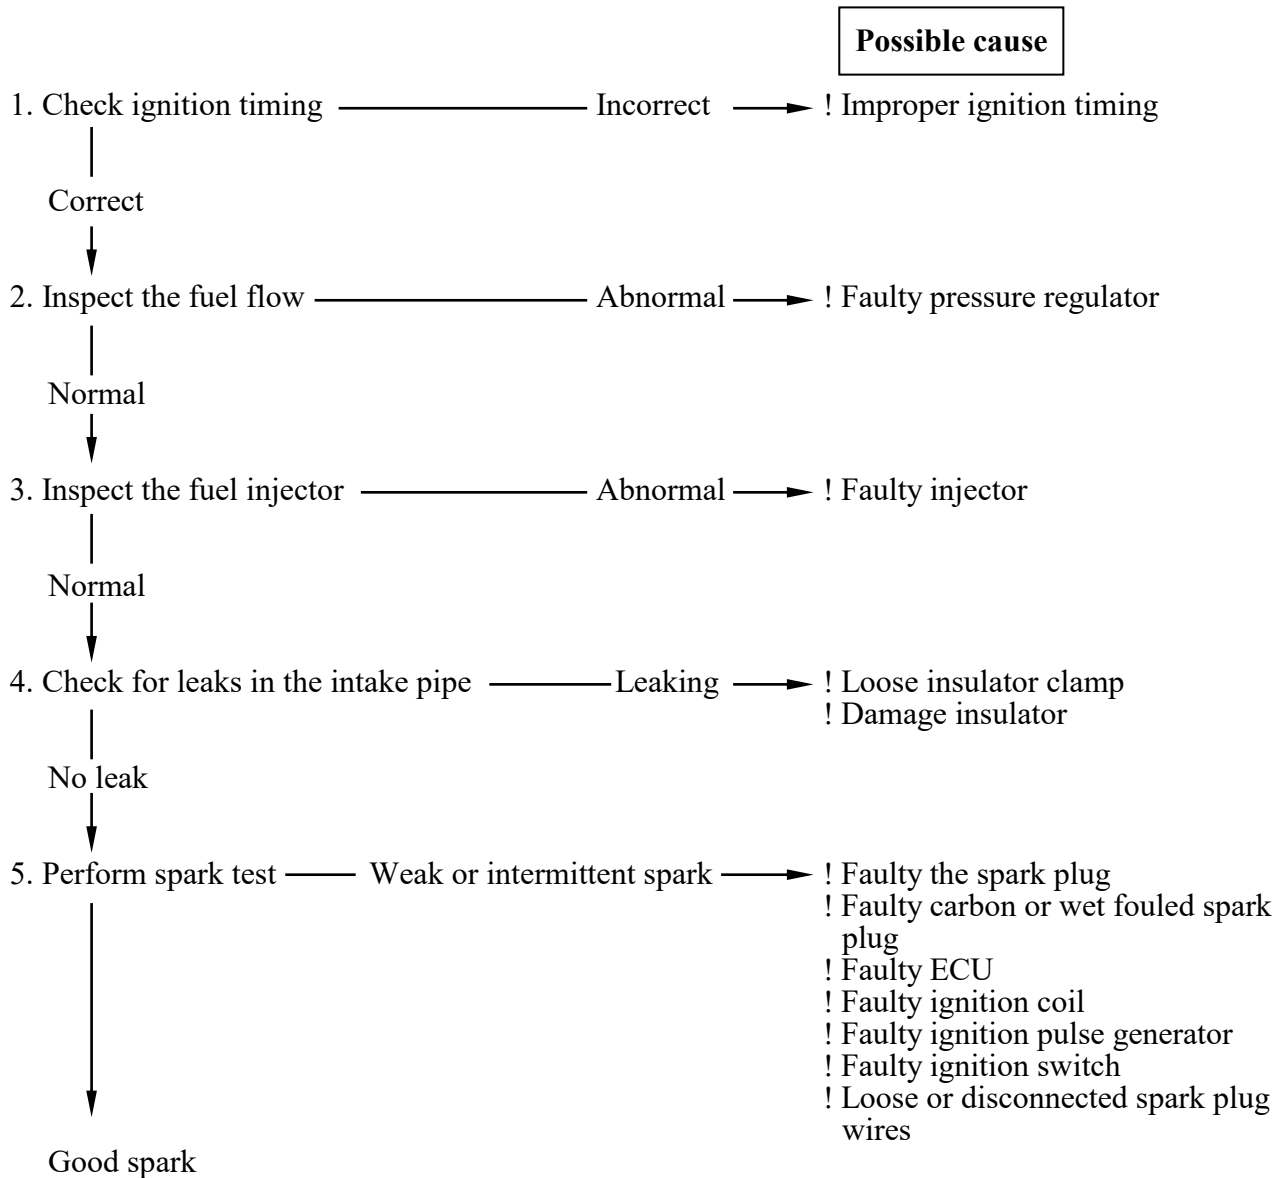 Possible cause
1. Check ignition timing Incorrect ! Improper ignition timing
Correct
2. Inspect the fuel flow Abnormal ! Faulty pressure regulator
Normal
3. Inspect the fuel injector Abnormal ! Faulty injector
Normal
4. Check for leaks in the intake pipe Leaking ! Loose insulator clamp
! Damage insulator
No leak
5. Perform spark test Weak or intermittent spark ! Faulty the spark plug
! Faulty carbon or wet fouled spark
plug
! Faulty ECU
! Faulty ignition coil
! Faulty ignition pulse generator
! Faulty ignition switch
! Loose or disconnected spark plug
wires
Good spark